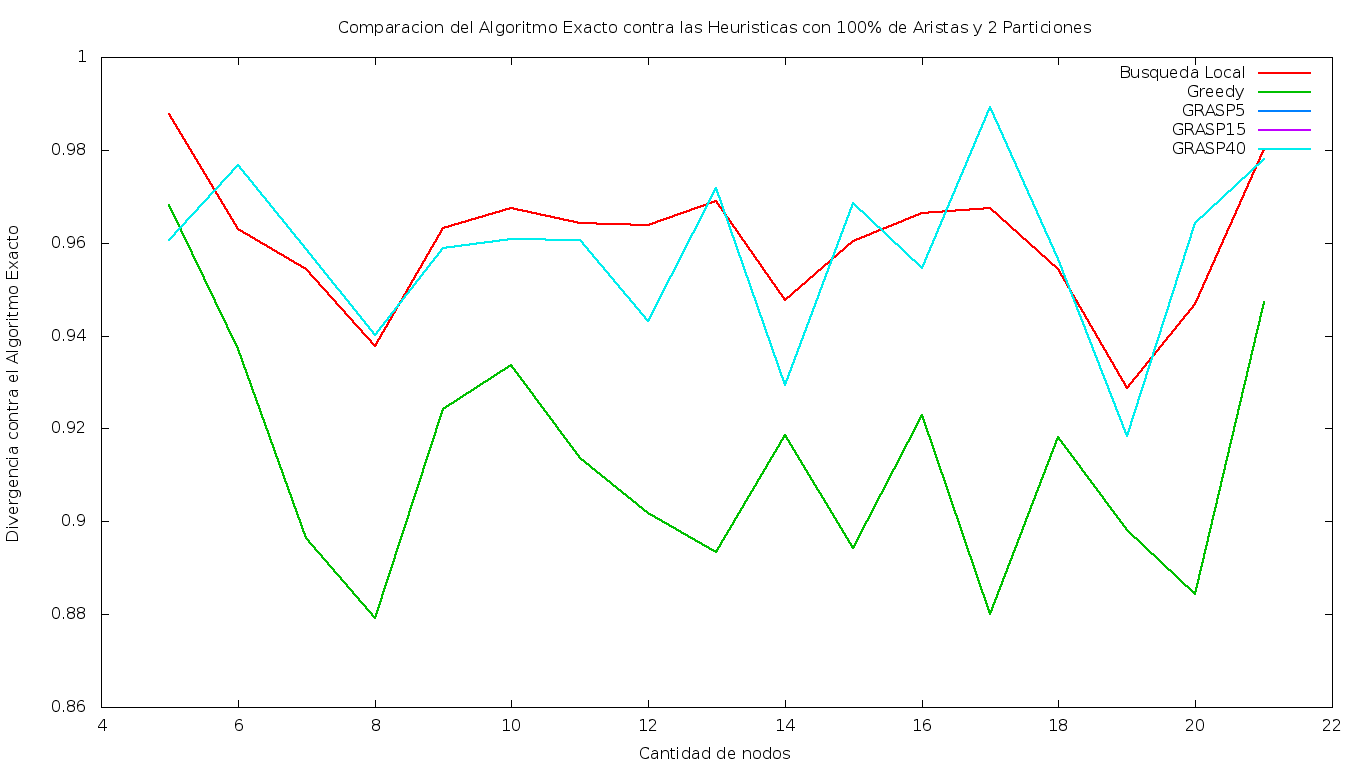 Comparacion del Algoritmo Exacto contra las Heuristicas con 100% de Aristas y 2 Particiones
Divergencia contra el Algoritmo Exacto
1
0.98
0.96
0.94
0.92
0.9
0.88
0.86
Busqueda Local
Greedy
GRASP5
GRASP15
GRASP40
4 6 8 10 12 14 16 18 20 22
Cantidad de nodos